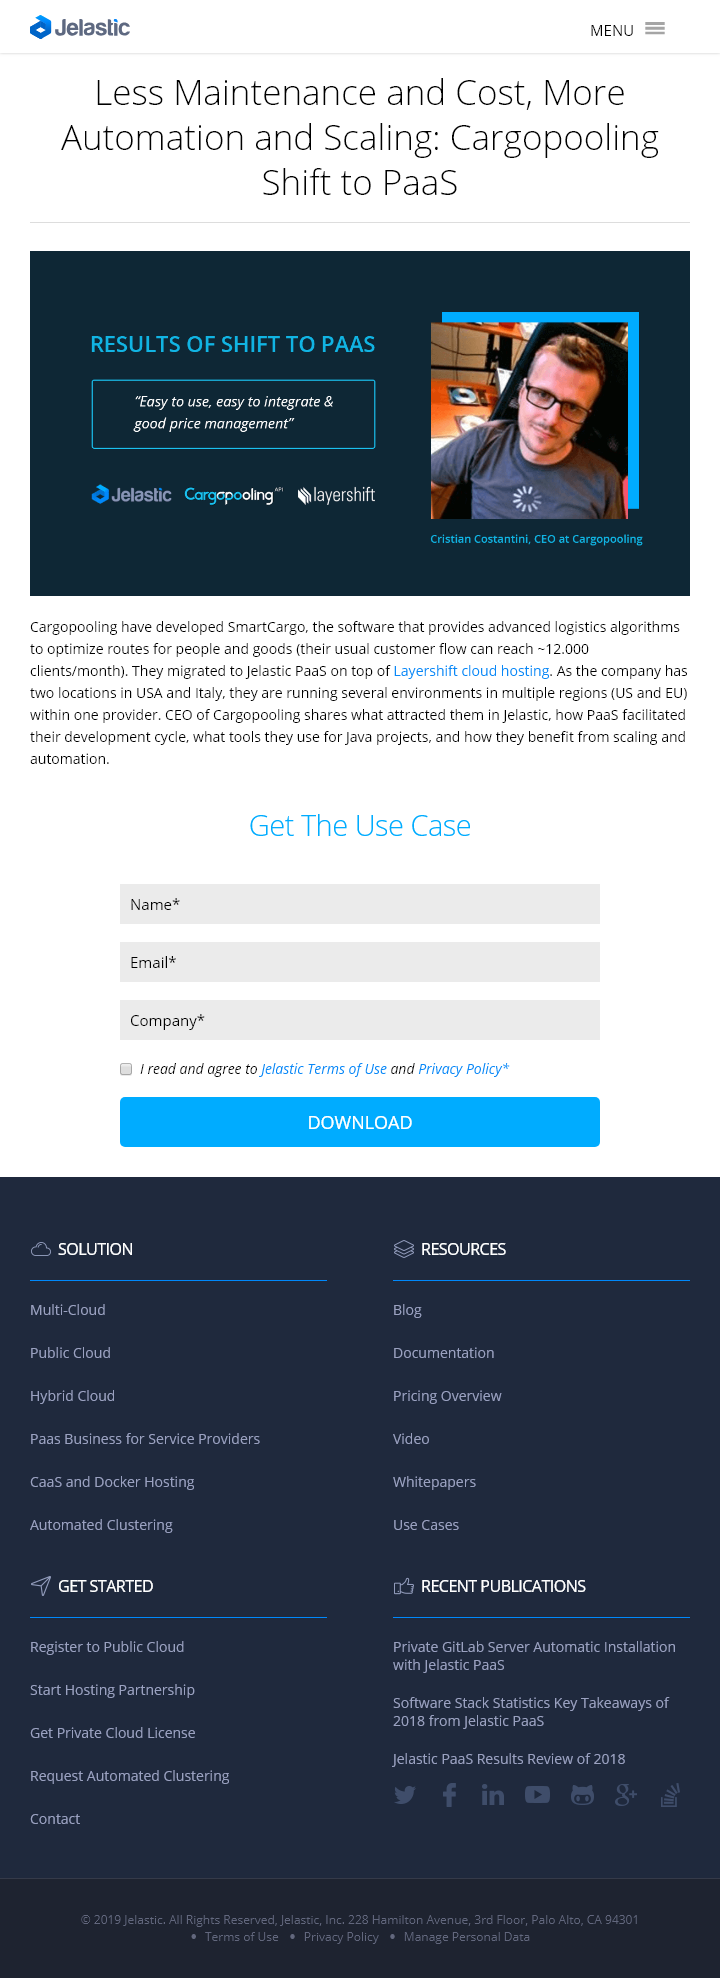 Jelastic
MENU
Less Maintenance and Cost, More
Automation and Scaling: Cargopooling
Shift to PaaS
RESULTS OF SHIFT TO PAAS
“Easy to use, easy to integrate &
good price management”
Jelastic Cargopooling API layershift
Cristian Costantini, CEO at Cargopooling
Cargopooling have developed SmartCargo, the software that provides advanced logistics algorithms
to optimize routes for people and goods (their usual customer flow can reach ~12.000
clients/month). They migrated to Jelastic PaaS on top of Layershift cloud hosting. As the company has
two locations in USA and Italy, they are running several environments in multiple regions (US and EU)
within one provider. CEO of Cargopooling shares what attracted them in Jelastic, how PaaS facilitated
their development cycle, what tools they use for Java projects, and how they benefit from scaling and
automation.
Get The Use Case
Name*
Email*
Company*
I read and agree to Jelastic Terms of Use and Privacy Policy*
DOWNLOAD
SOLUTION
Multi-Cloud
Public Cloud
Hybrid Cloud
Paas Business for Service Providers
CaaS and Docker Hosting
Automated Clustering
RESOURCES
Blog
Documentation
Pricing Overview
Video
Whitepapers
Use Cases
GET STARTED
Register to Public Cloud
Start Hosting Partnership
Get Private Cloud License
Request Automated Clustering
Contact
RECENT PUBLICATIONS
Private GitLab Server Automatic Installation
with Jelastic PaaS
Software Stack Statistics Key Takeaways of
2018 from Jelastic PaaS
Jelastic PaaS Results Review of 2018
© 2019 Jelastic. All Rights Reserved, Jelastic, Inc. 228 Hamilton Avenue, 3rd Floor, Palo Alto, CA 94301
• Terms of Use • Privacy Policy • Manage Personal Data